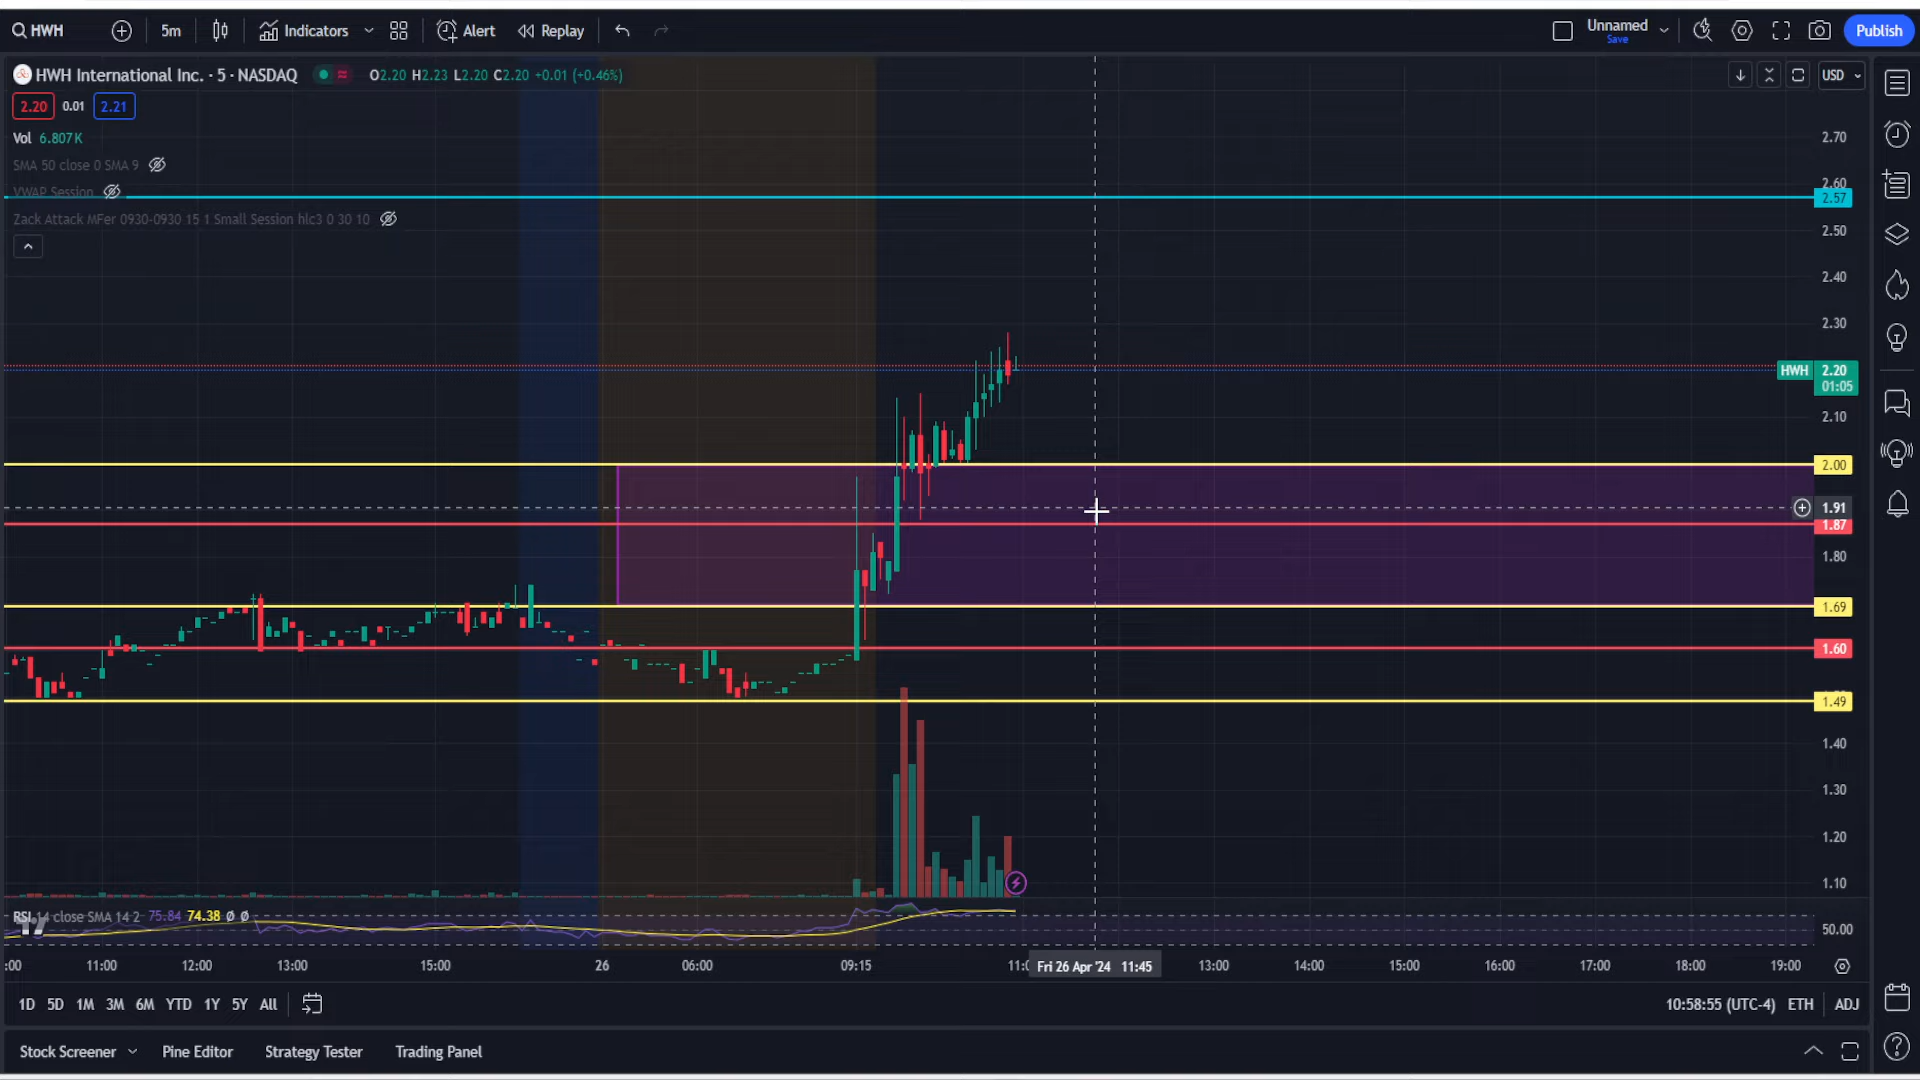 HWH
5m
Indicators
Alert
Replay
Unnamed
Save
Publish
HWH International Inc. · 5 · NASDAQ
O2.20 H2.23 L2.20 C2.20 +0.01 (+0.46%)
USD
2.20
0.01
2.21
Vol 6.807K
SMA 50 close 0 SMA 9
VWAP Session
Zack Attack MFer 0930-0930 15 1 Small Session hlc3 0 30 10
2.70
2.60
2.57
2.50
2.40
2.30
HWH 2.20
01:05
2.10
2.00
1.91
1.87
1.80
1.69
1.60
1.49
1.40
1.30
1.20
1.10
RSI 14 close SMA 14 2 75.84 74.38 Ø Ø
50.00
:00
11:00
12:00
13:00
15:00
26
06:00
09:15
11:0
Fri 26 Apr '24 11:45
13:00
14:00
15:00
16:00
17:00
18:00
19:00
1D 5D 1M 3M 6M YTD 1Y 5Y All
10:58:55 (UTC-4) ETH ADJ
Stock Screener
Pine Editor
Strategy Tester
Trading Panel